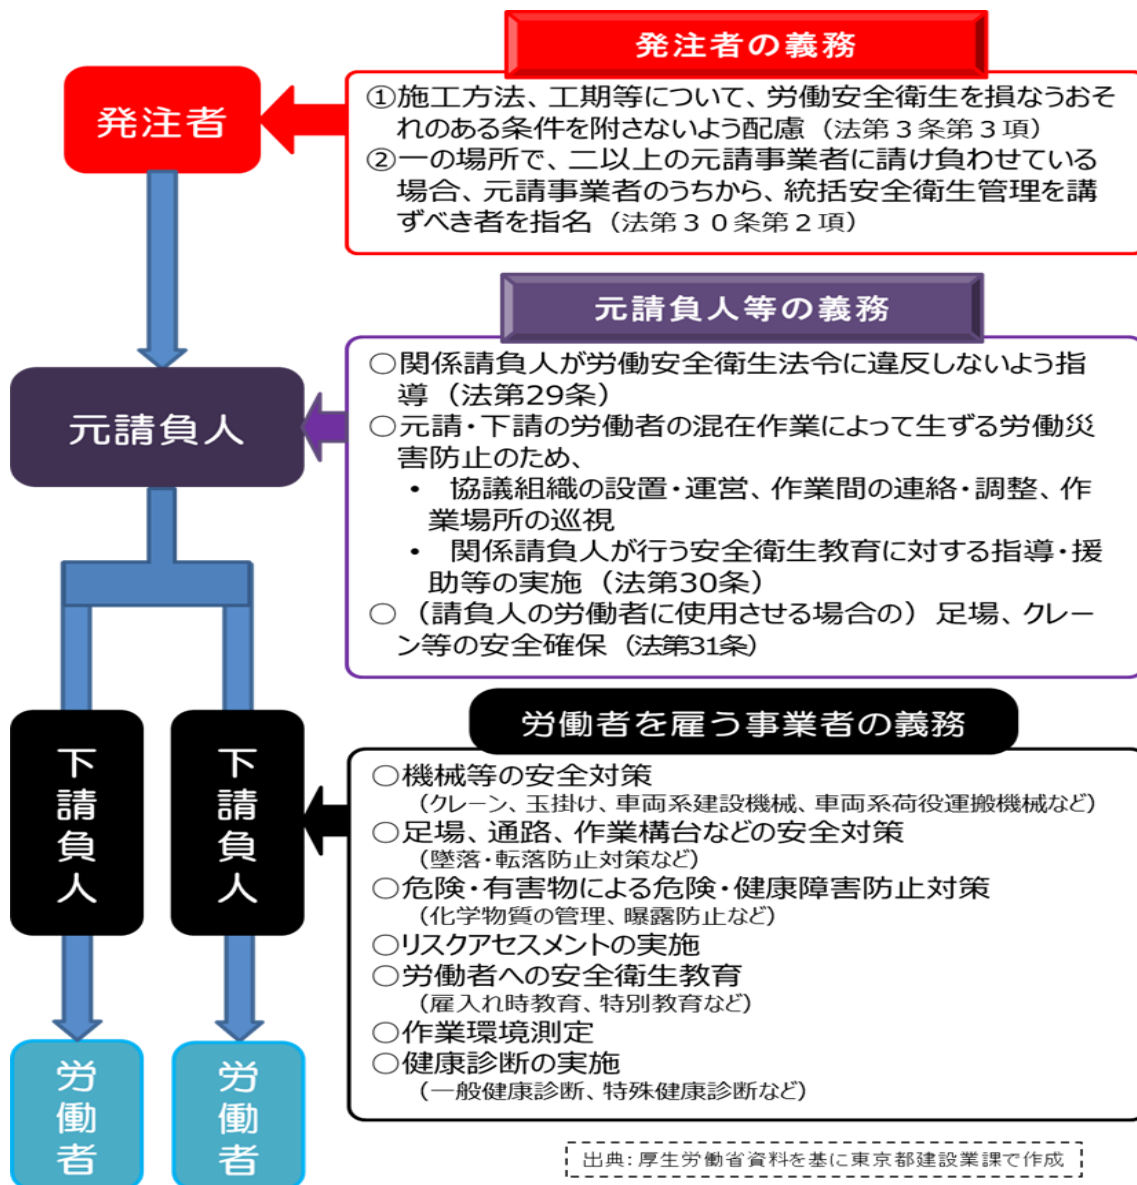 発注者の義務
発注者
①施工方法、工期等について、労働安全衛生を損なうおそ
れのある条件を附さないよう配慮（法第３条第３項）
②一の場所で、二以上の元請事業者に請け負わせている
場合、元請事業者のうちから、統括安全衛生管理を講
ずべき者を指名（法第３０条第２項）
元請負人等の義務
元請負人
○関係請負人が労働安全衛生法令に違反しないよう指
導（法第29条）
○元請・下請の労働者の混在作業によって生ずる労働災
害防止のため、
・ 協議組織の設置・運営、作業間の連絡・調整、作
業場所の巡視
・ 関係請負人が行う安全衛生教育に対する指導・援
助等の実施（法第30条）
○（請負人の労働者に使用させる場合の）足場、クレー
ン等の安全確保（法第31条）
労働者を雇う事業者の義務
下請負人
下請負人
○機械等の安全対策
（クレーン、玉掛け、車両系建設機械、車両系荷役運搬機械など）
○足場、通路、作業構台などの安全対策
（墜落・転落防止対策など）
○危険・有害物による危険・健康障害防止対策
（化学物質の管理、曝露防止など）
○リスクアセスメントの実施
○労働者への安全衛生教育
（雇入れ時教育、特別教育など）
○作業環境測定
○健康診断の実施
（一般健康診断、特殊健康診断など）
労働者
労働者
出典：厚生労働省資料を基に東京都建設業課で作成